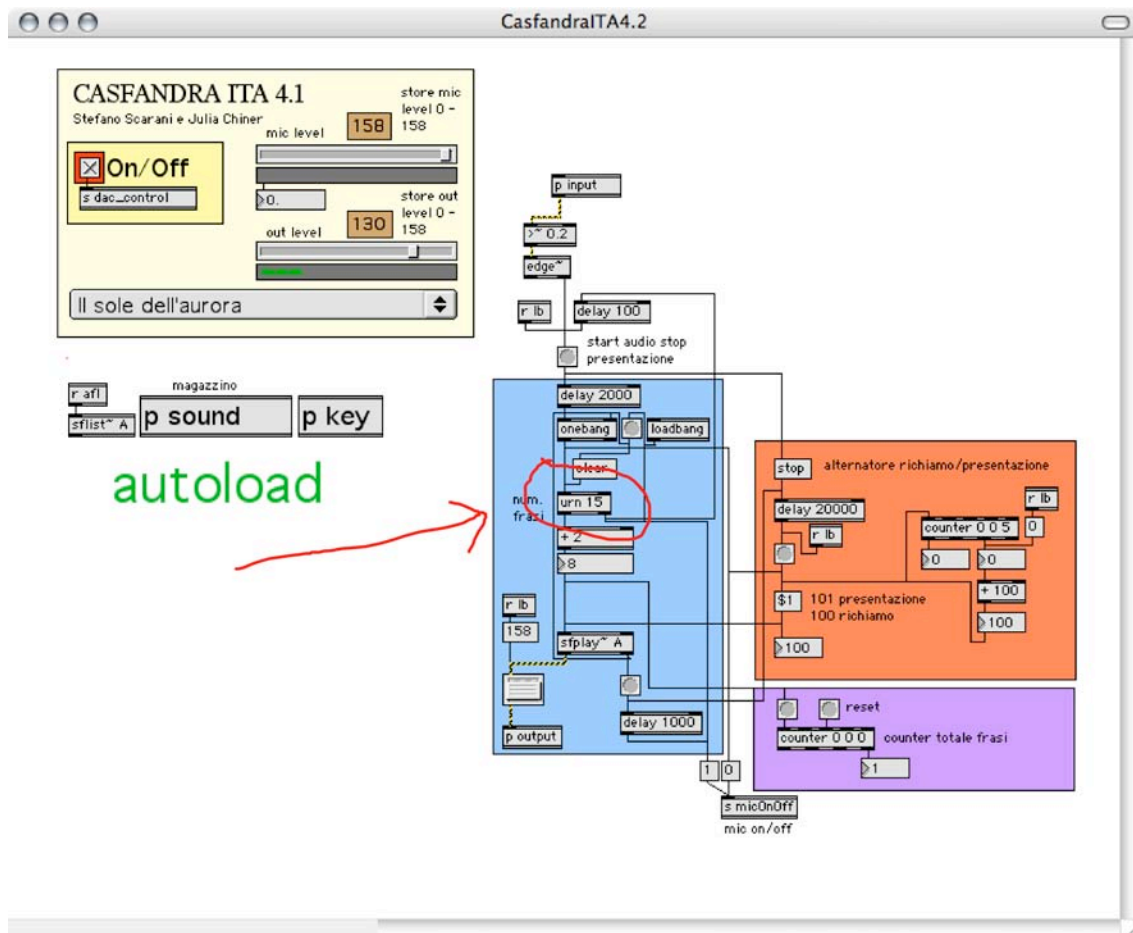 CasfandraITA4.2
CASFANDRA ITA 4.1
Stefano Scarani e Julia Chiner
store mic
level 0 -
158
mic level
158
On/Off
s dac_control
0.
store out
level 0 -
158
out level
130
Il sole dell'aurora
r afl
sflist~ A
magazzino
p sound
p key
autoload
p input
>~ 0.2
edge~
r lb
delay 100
start audio stop
presentazione
delay 2000
onebang
loadbang
clear
num.
frasi
urn 15
+ 2
8
r lb
158
sfplay~ A
p output
delay 1000
stop
alternatore richiamo/presentazione
delay 20000
r lb
counter 0 0 5
r lb
0
0
0
+ 100
100
$1
101 presentazione
100 richiamo
100
reset
counter 0 0 0
counter totale frasi
1
1
0
s micOnOff
mic on/off